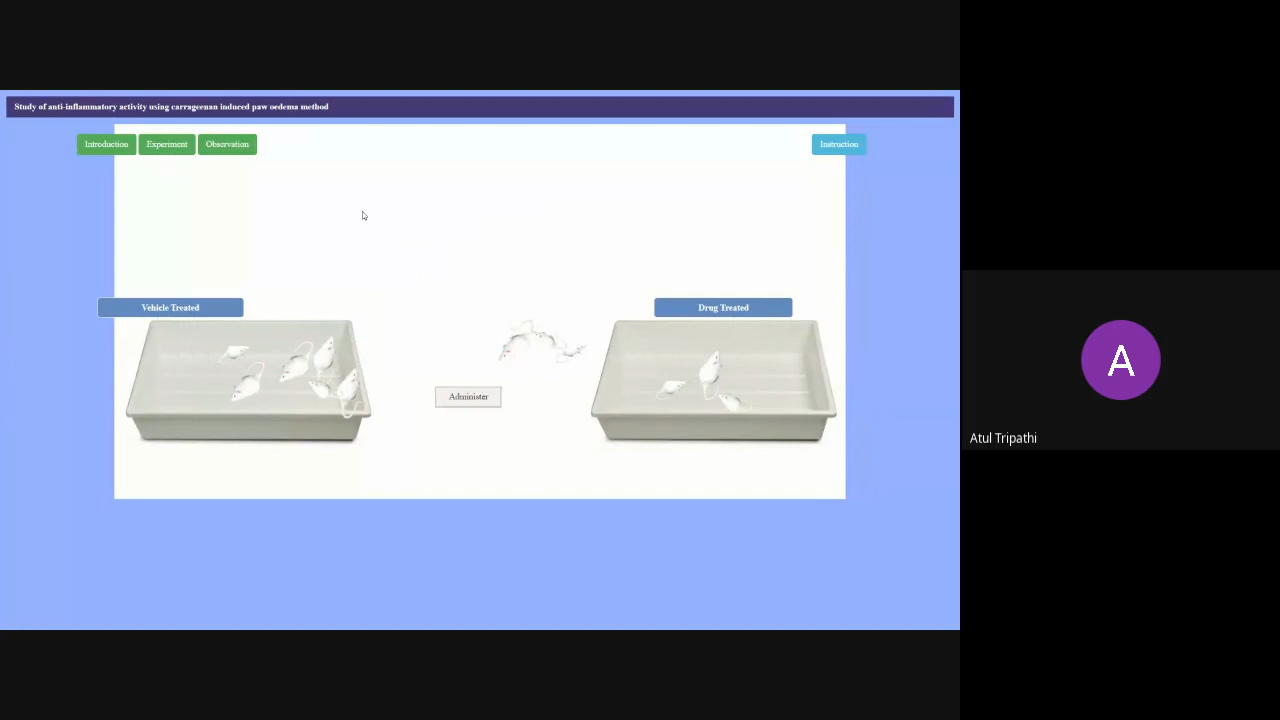 Study of anti-inflammatory activity using carrageenan induced paw oedema method
Introduction
Experiment
Observation
Instruction
Vehicle Treated
Drug Treated
Administer
A
Atul Tripathi